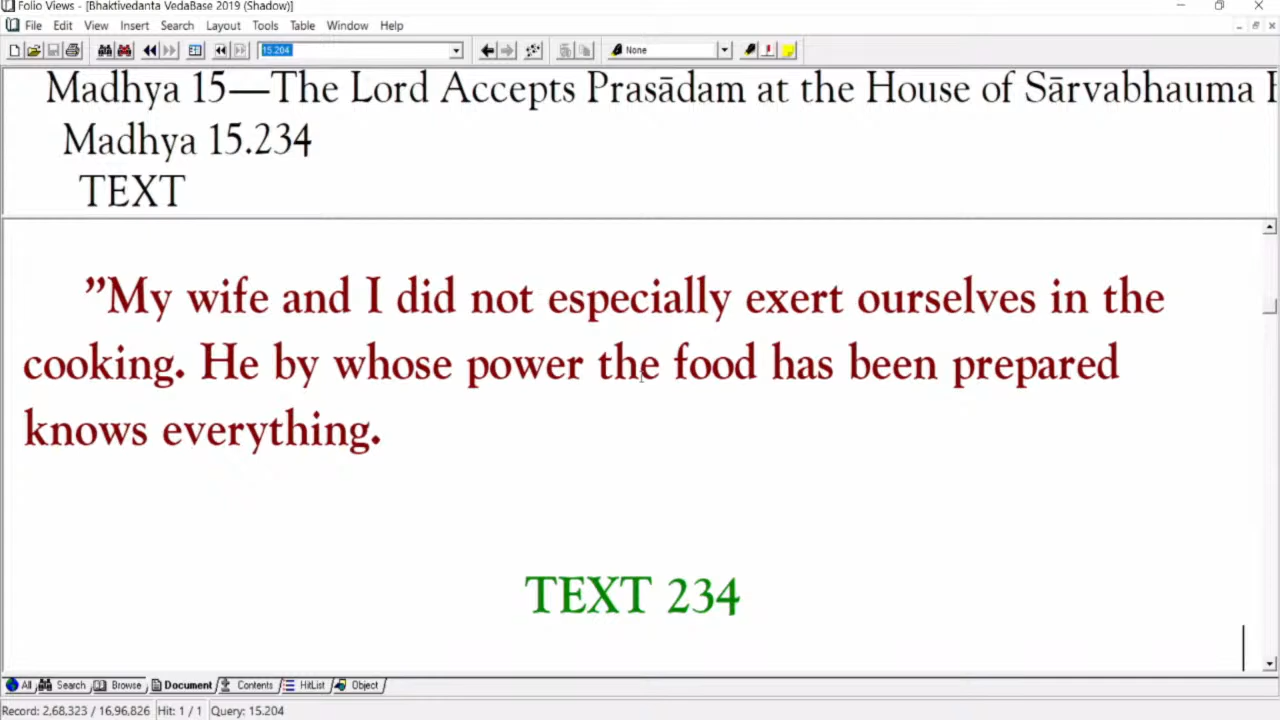 Folio Views - [Bhaktivedanta VedaBase 2019 (Shadow)]
File Edit View Insert Search Layout Tools Table Window Help
15.204 None
Madhya 15—The Lord Accepts Prasādam at the House of Sārvabhauma
Madhya 15.234
TEXT
”My wife and I did not especially exert ourselves in the
cooking. He by whose power the food has been prepared
knows everything.
TEXT 234
All Search Browse Document Contents HitList Object
Record: 2,68,323 / 16,96,826 Hit: 1 / 1 Query: 15.204